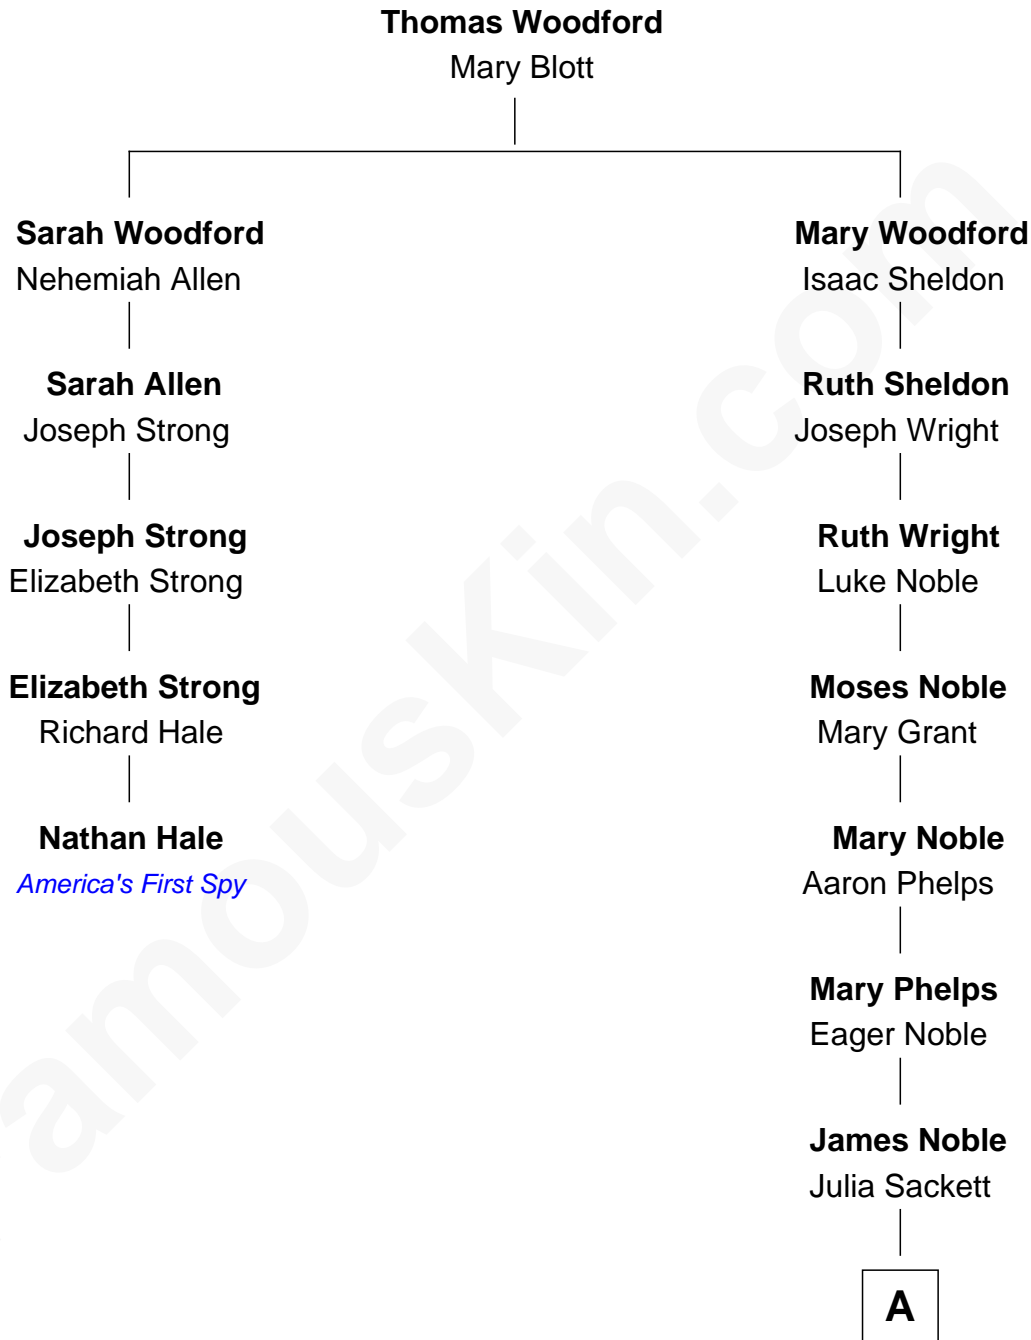 Thomas Woodford
Mary Blott
Sarah Woodford
Nehemiah Allen
Sarah Allen
Joseph Strong
Joseph Strong
Elizabeth Strong
Elizabeth Strong
Richard Hale
Nathan Hale
America's First Spy
Mary Woodford
Isaac Sheldon
Ruth Sheldon
Joseph Wright
Ruth Wright
Luke Noble
Moses Noble
Mary Grant
Mary Noble
Aaron Phelps
Mary Phelps
Eager Noble
James Noble
Julia Sackett
A
amouskin.com